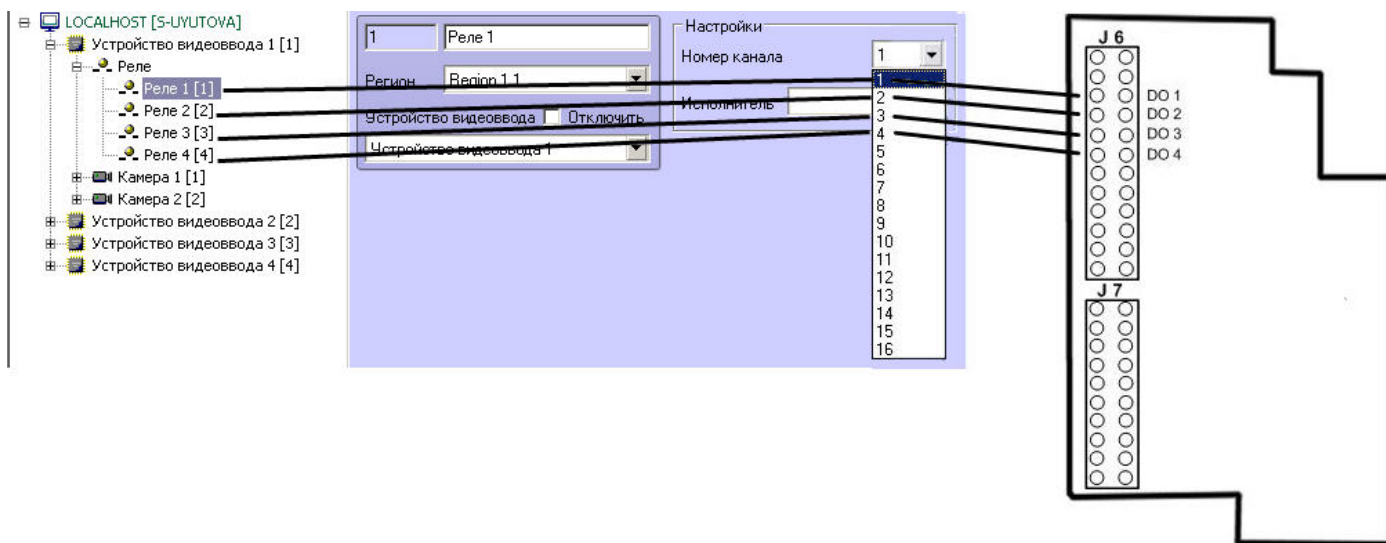 LOCALHOST [S-UYUTOVA]
Устройство видеоввода 1 [1]
Реле
Реле 1 [1]
Реле 2 [2]
Реле 3 [3]
Реле 4 [4]
Камера 1 [1]
Камера 2 [2]
Устройство видеоввода 2 [2]
Устройство видеоввода 3 [3]
Устройство видеоввода 4 [4]
1 Реле 1
Регион Region 1.1
Устройство видеоввода Отключить
Устройство видеоввода 1
Настройки
Номер канала 1
Исполнитель
1
2
3
4
5
6
7
8
9
10
11
12
13
14
15
16
J 6
DO 1
DO 2
DO 3
DO 4
J 7